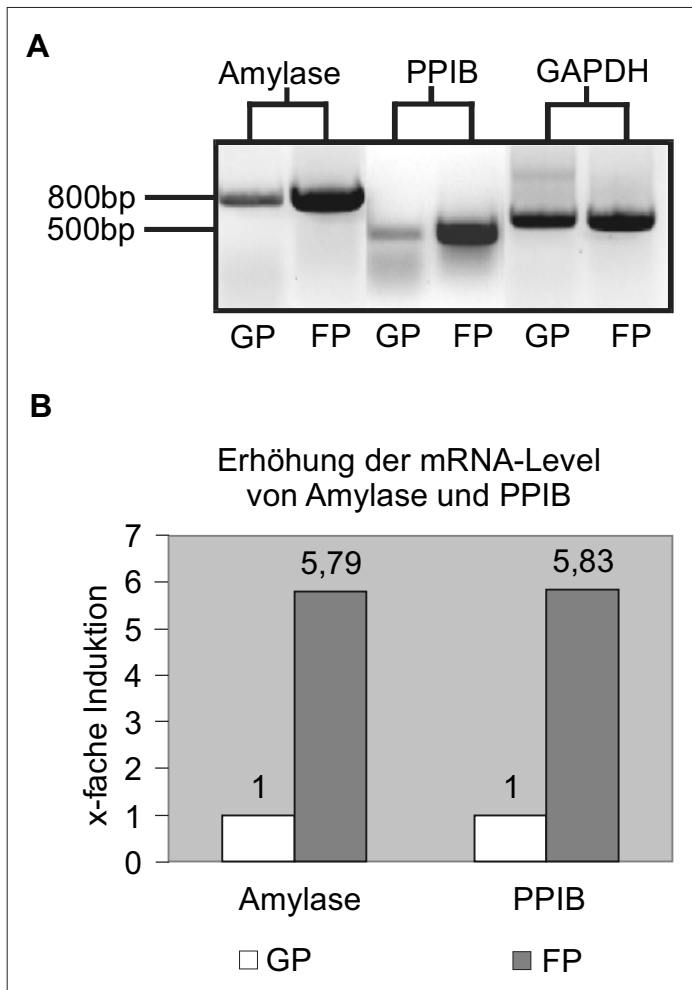 A
Amylase PPIB GAPDH
800bp
500bp
GP FP GP FP GP FP
B
Erhöhung der mRNA-Level
von Amylase und PPIB
x-fache Induktion
7
6
5
4
3
2
1
0
5,79
5,83
1
1
Amylase PPIB
GP FP